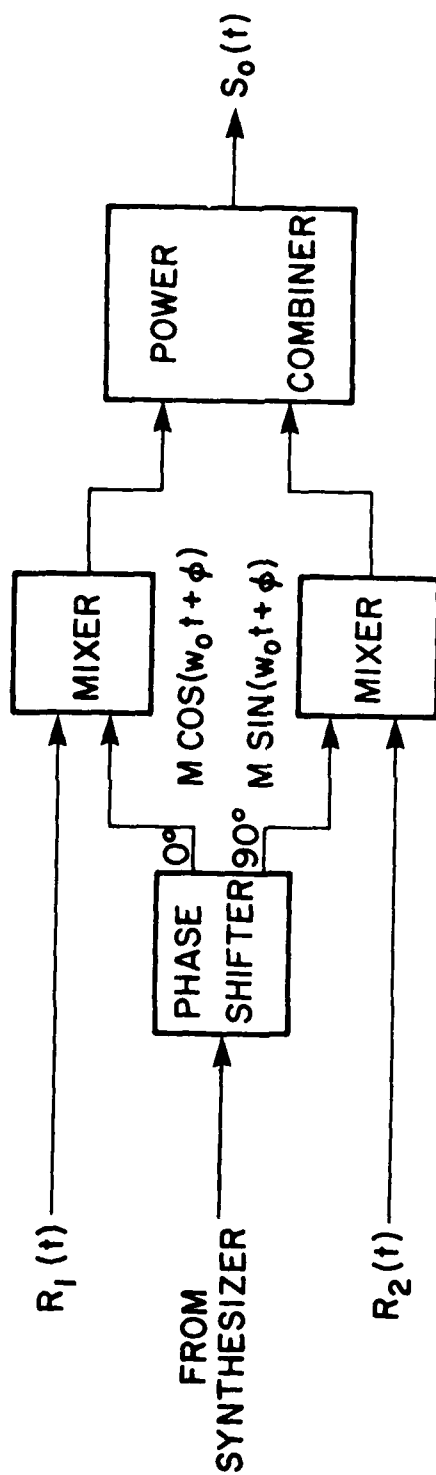 R₁(t)
FROM
SYNTHESIZER
R₂(t)
PHASE
SHIFTER
0°
90°
MIXER
M COS(w₀t+ϕ)
M SIN(w₀t+ϕ)
MIXER
POWER
COMBINER
S₀(t)